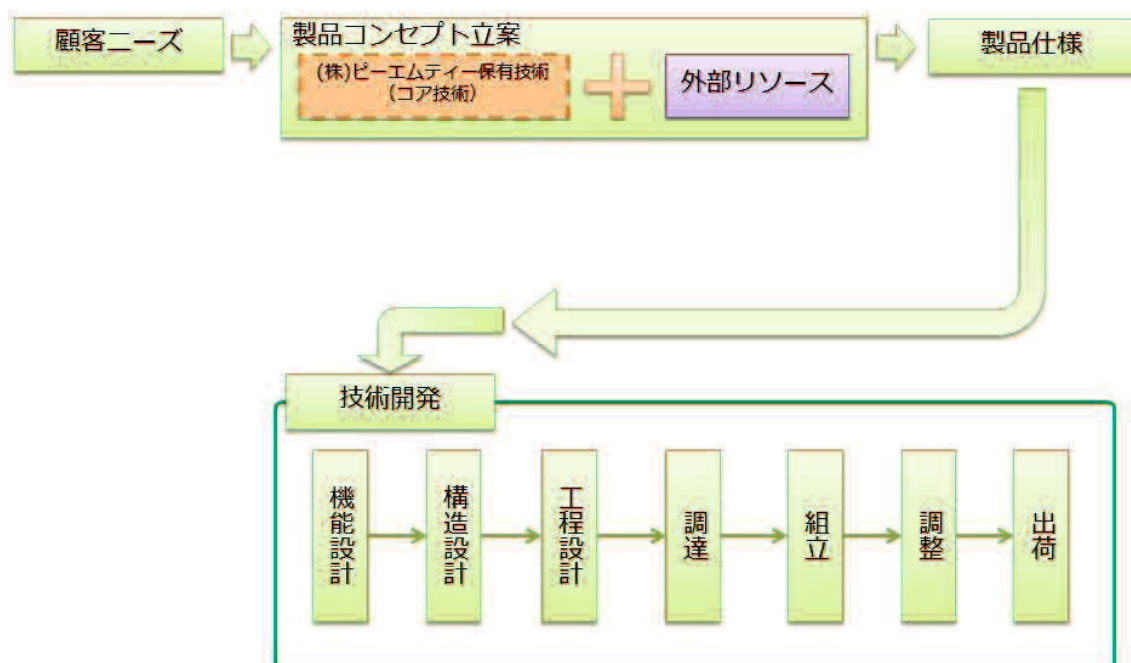 顧客ニーズ
製品コンセプト立案
(株)ピーエムティー保有技術
(コア技術)
外部リソース
製品仕様
技術開発
機能設計
構造設計
工程設計
調達
組立
調整
出荷